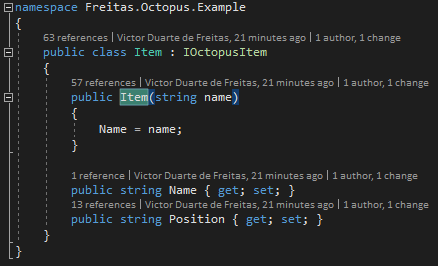 namespace Freitas.Octopus.Example
{
63 references | Victor Duarte de Freitas, 21 minutes ago | 1 author, 1 change
public class Item : IOctopusItem
{
57 references | Victor Duarte de Freitas, 21 minutes ago | 1 author, 1 change
public Item(string name)
{
Name = name;
}
1 reference | Victor Duarte de Freitas, 21 minutes ago | 1 author, 1 change
public string Name { get; set; }
13 references | Victor Duarte de Freitas, 21 minutes ago | 1 author, 1 change
public string Position { get; set; }
}
}